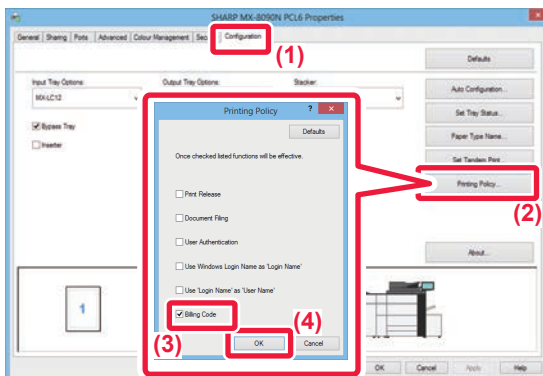 SHARP MX-8090N PCL6 Properties
General Sharing Ports Advanced Colour Management Configuration
(1)
Defaults
Input Tray Options: Output Tray Options: Stacker:
MX-LC12
Auto Configuration...
Set Tray Status...
Bypass Tray
Paper Type Name...
Inserter
Set Tandem Print...
Printing Policy...
(2)
About...
Printing Policy ? ×
Defaults
Once checked listed functions will be effective.
Print Release
Document Filing
User Authentication
Use Windows Login Name as 'Login Name'
Use 'Login Name' as 'User Name'
Billing Code
(3)
(4)
OK Cancel
1
OK Cancel Apply Help